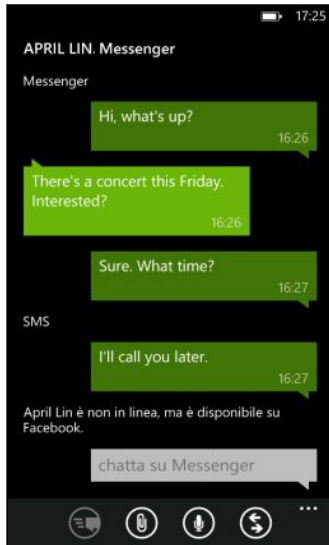 17:25
APRIL LIN. Messenger
Messenger
Hi, what's up?
16:26
There's a concert this Friday.
Interested?
16:26
Sure. What time?
16:27
SMS
I'll call you later.
16:27
April Lin è non in linea, ma è disponibile su
Facebook.
chatta su Messenger